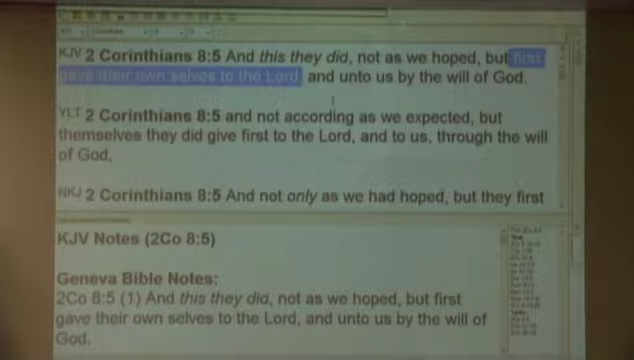 KJV 2 Corinthians 8:5 And this they did, not as we hoped, but first
gave their own selves to the Lord, and unto us by the will of God.
YLT 2 Corinthians 8:5 and not according as we expected, but
themselves they did give first to the Lord, and to us, through the will
of God,
NKJ 2 Corinthians 8:5 And not only as we had hoped, but they first
KJV Notes (2Co 8:5)
Geneva Bible Notes:
2Co 8:5 (1) And this they did, not as we hoped, but first
gave their own selves to the Lord, and unto us by the will of
God.